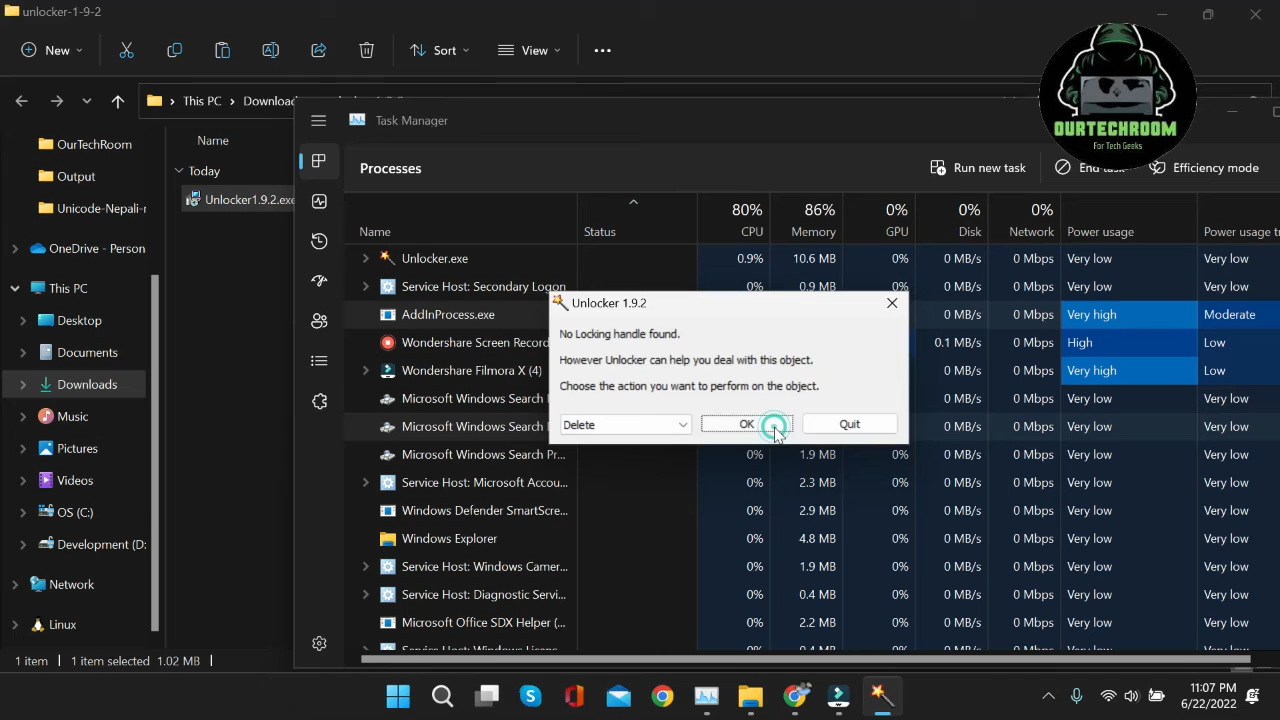 unlocker-1-9-2
New
Sort
View
This PC
OURTECHROOM
For Tech Geeks
OurTechRoom
Output
Unicode-Nepali-r
OneDrive - Person
This PC
Desktop
Documents
Downloads
Music
Pictures
Videos
OS (C:)
Development (D:
Network
Linux
Name
Today
Unlocker1.9.2.exe
1 item
1 item selected 1.02 MB
Task Manager
Processes
Run new task
Efficiency mode
80% 86% 0% 0% 0%
Name Status CPU Memory GPU Disk Network Power usage
Unlocker.exe 0.9% 10.6 MB 0% 0 MB/s 0 Mbps Very low Very low
Service Host: Secondary Logon 0.9 MB 0% 0 MB/s 0 Mbps Very low Very low
AddInProcess.exe Very high Moderate
Wondershare Screen 0.1 MB/s 0 Mbps High Low
Wondershare Filmora X (4) 0 MB/s 0 Mbps Very high Low
Microsoft Windows Search 0 MB/s 0 Mbps Very low Very low
Microsoft Windows Search 0 MB/s 0 Mbps Very low Very low
Microsoft Windows Search Pr... 0% 1.9 MB 0% 0 MB/s 0 Mbps Very low Very low
Service Host: Microsoft Accou... 0% 2.3 MB 0% 0 MB/s 0 Mbps Very low Very low
Windows Defender SmartScre... 0% 2.9 MB 0% 0 MB/s 0 Mbps Very low Very low
Windows Explorer 0% 4.8 MB 0% 0 MB/s 0 Mbps Very low Very low
Service Host: Windows Camer... 0% 1.9 MB 0% 0 MB/s 0 Mbps Very low Very low
Service Host: Diagnostic Servi... 0% 0.4 MB 0% 0 MB/s 0 Mbps Very low Very low
Microsoft Office SDX Helper (... 0% 2.2 MB 0% 0 MB/s 0 Mbps Very low Very low
Unlocker 1.9.2
No Locking handle found.
However Unlocker can help you deal with this object.
Choose the action you want to perform on the object.
Delete
OK
Quit
11:07 PM
6/22/2022